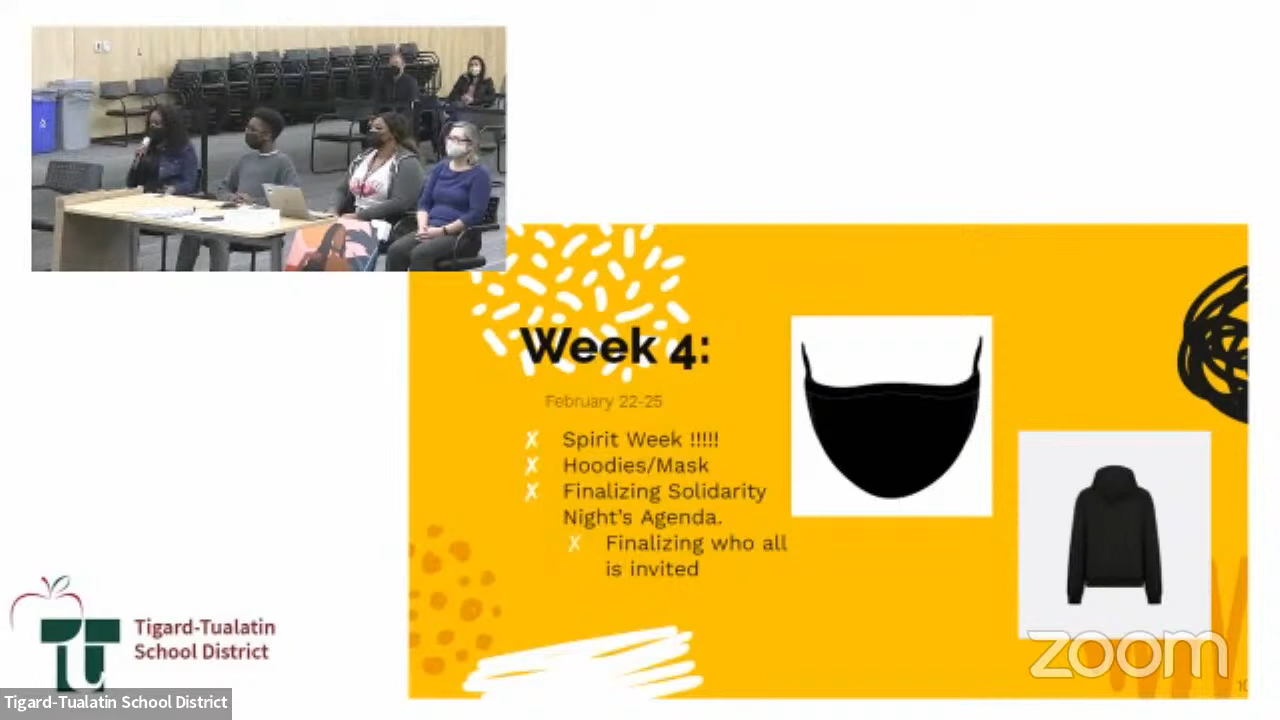 Week 4:
February 22-25
✗ Spirit Week !!!!!
✗ Hoodies/Mask
✗ Finalizing Solidarity
Night's Agenda.
✗ Finalizing who all
is invited
Tigard-Tualatin
School District
zoom
Tigard-Tualatin School District